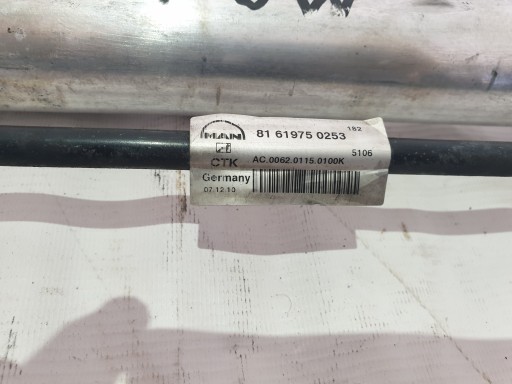 MAN
81 61975 0253 182
5106
CTK AC.0062.0115.0100K
Germany
07.12.10